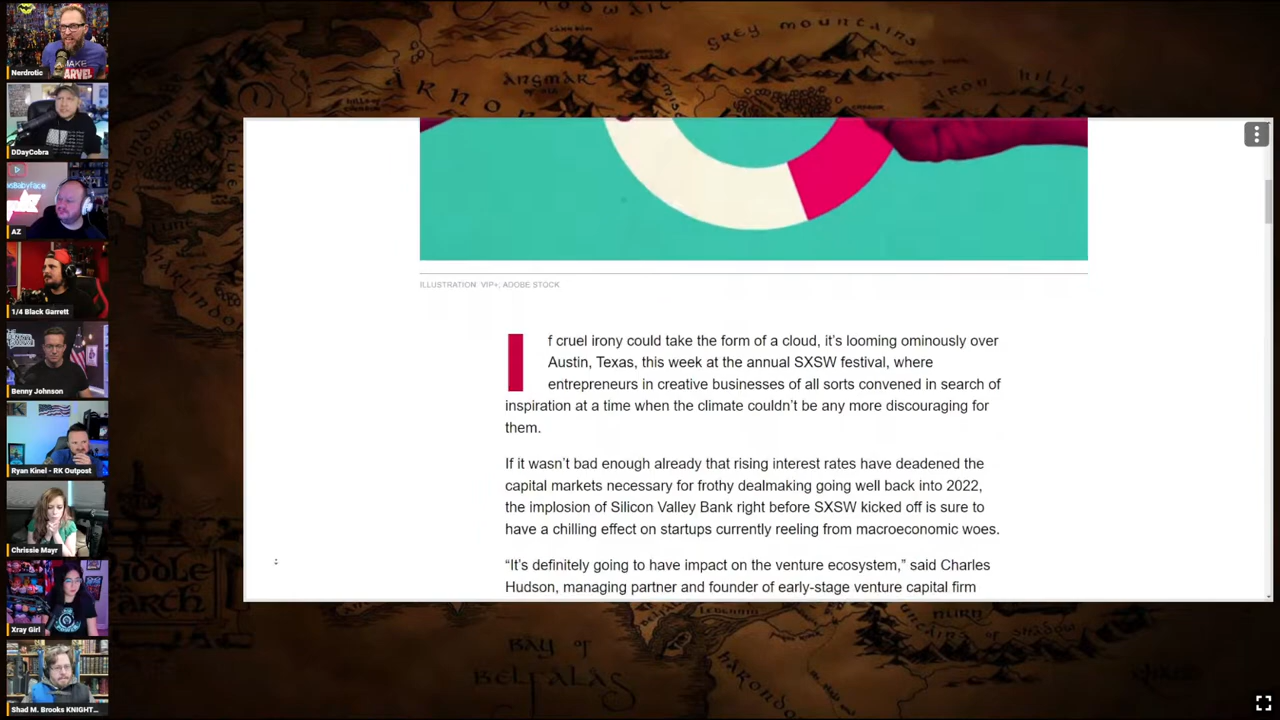 Nerdrotic
MAKE
MARVEL
DDayCobra
wsBabyface
AZ
1/4 Black Garrett
Benny Johnson
Ryan Kinel - RK Outpost
Chrissie Mayr
Xray Girl
Shad M. Brooks KNIGHT...
GREY MOUNTAINS
ANGMAR
ILLUSTRATION: VIP+; ADOBE STOCK
If cruel irony could take the form of a cloud, it’s looming ominously over
Austin, Texas, this week at the annual SXSW festival, where
entrepreneurs in creative businesses of all sorts convened in search of
inspiration at a time when the climate couldn’t be any more discouraging for
them.
If it wasn’t bad enough already that rising interest rates have deadened the
capital markets necessary for frothy dealmaking going well back into 2022,
the implosion of Silicon Valley Bank right before SXSW kicked off is sure to
have a chilling effect on startups currently reeling from macroeconomic woes.
“It’s definitely going to have impact on the venture ecosystem,” said Charles
Hudson, managing partner and founder of early-stage venture capital firm
BAY OF
BELFALAS